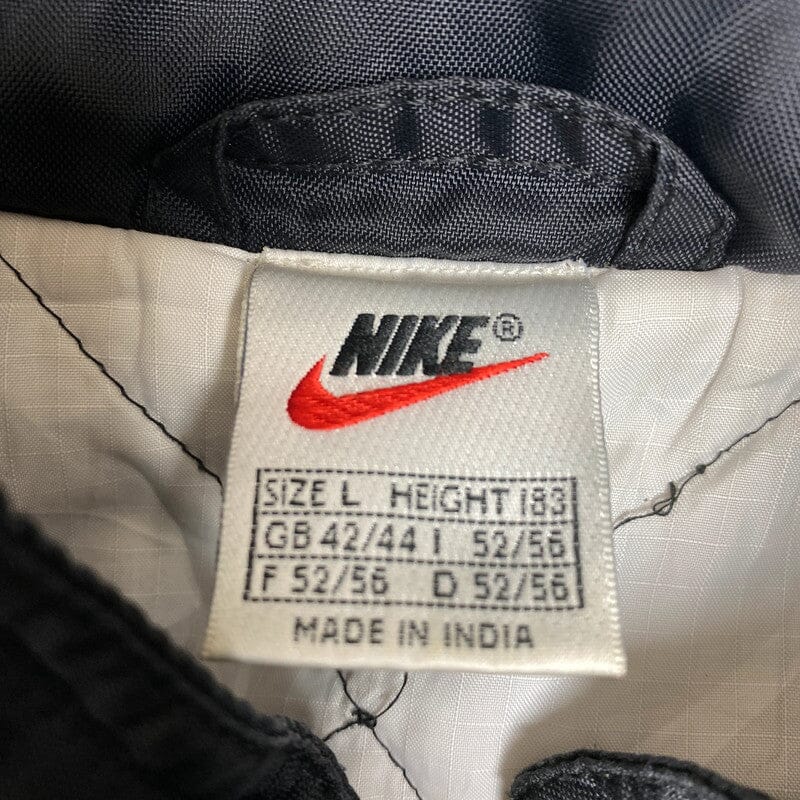 NIKE®
SIZE L HEIGHT 183
GB 42/44 I 52/56
F 52/56 D 52/56
MADE IN INDIA